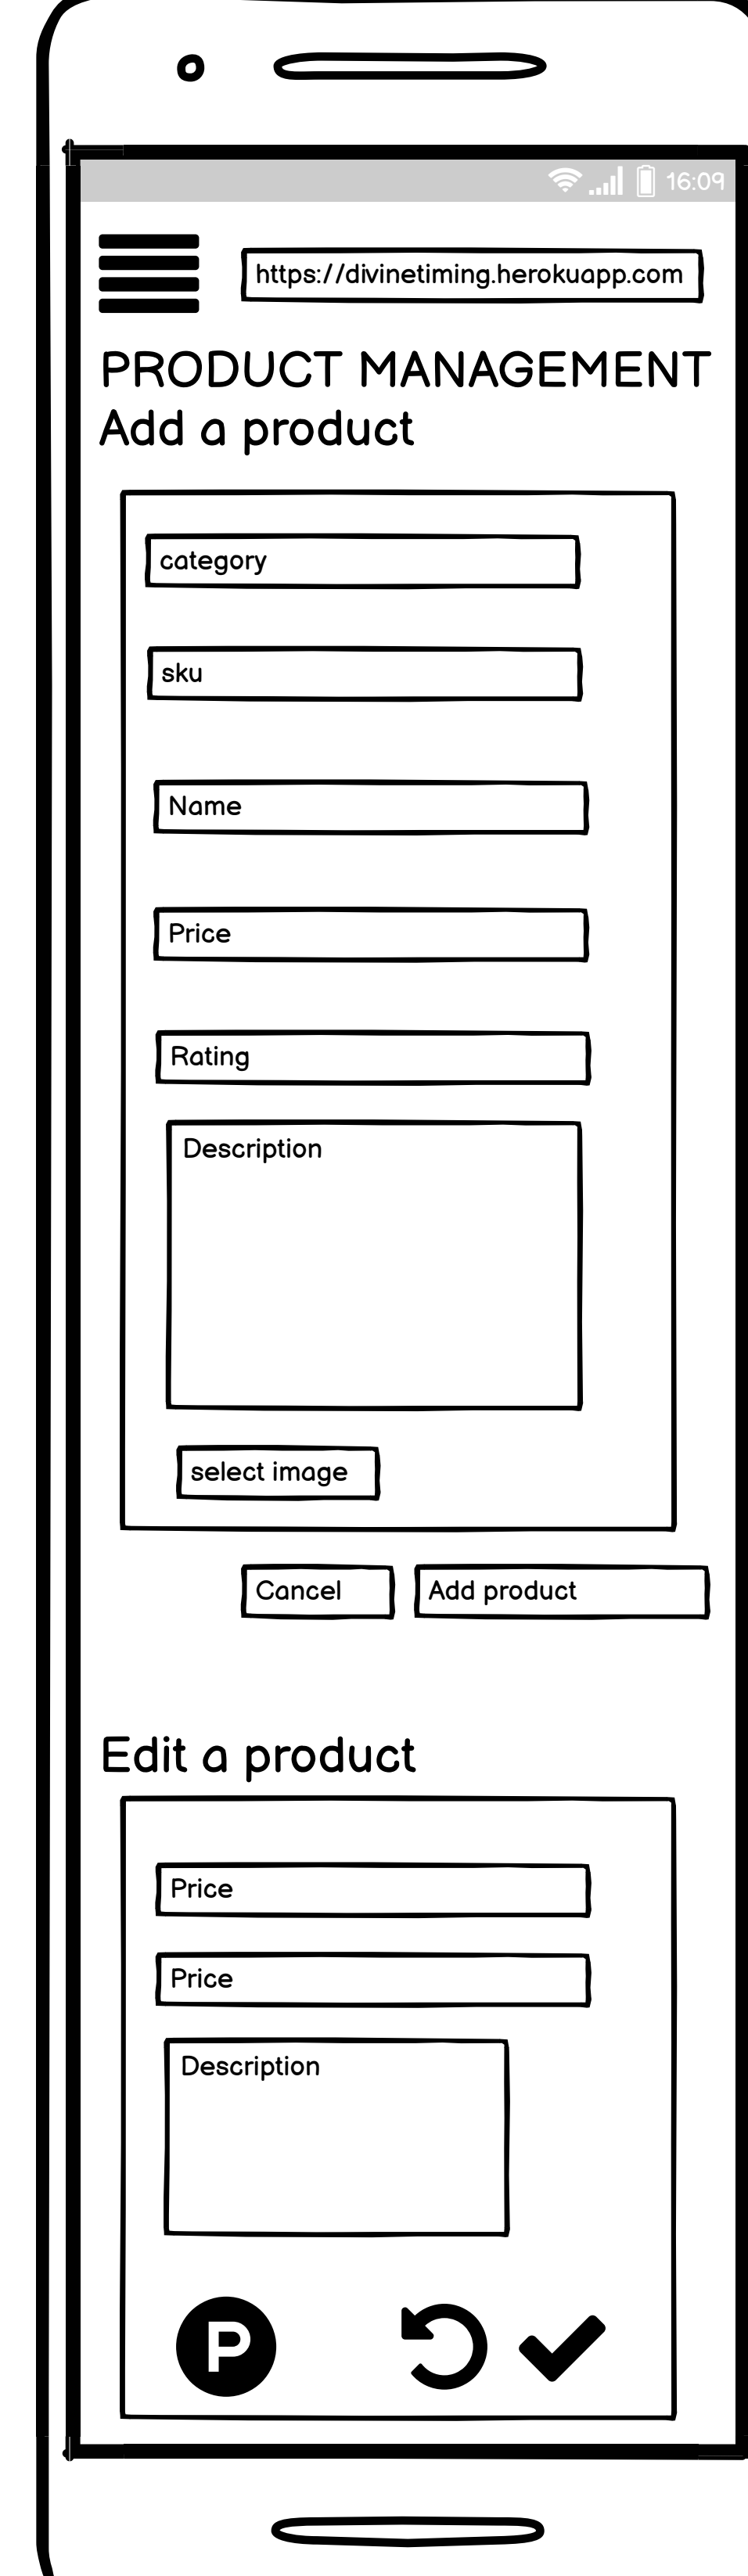 16:09
https://divinetiming.herokuapp.com
PRODUCT MANAGEMENT
Add a product
category
sku
Name
Price
Rating
Description
select image
Cancel Add product
Edit a product
Price
Price
Description
P